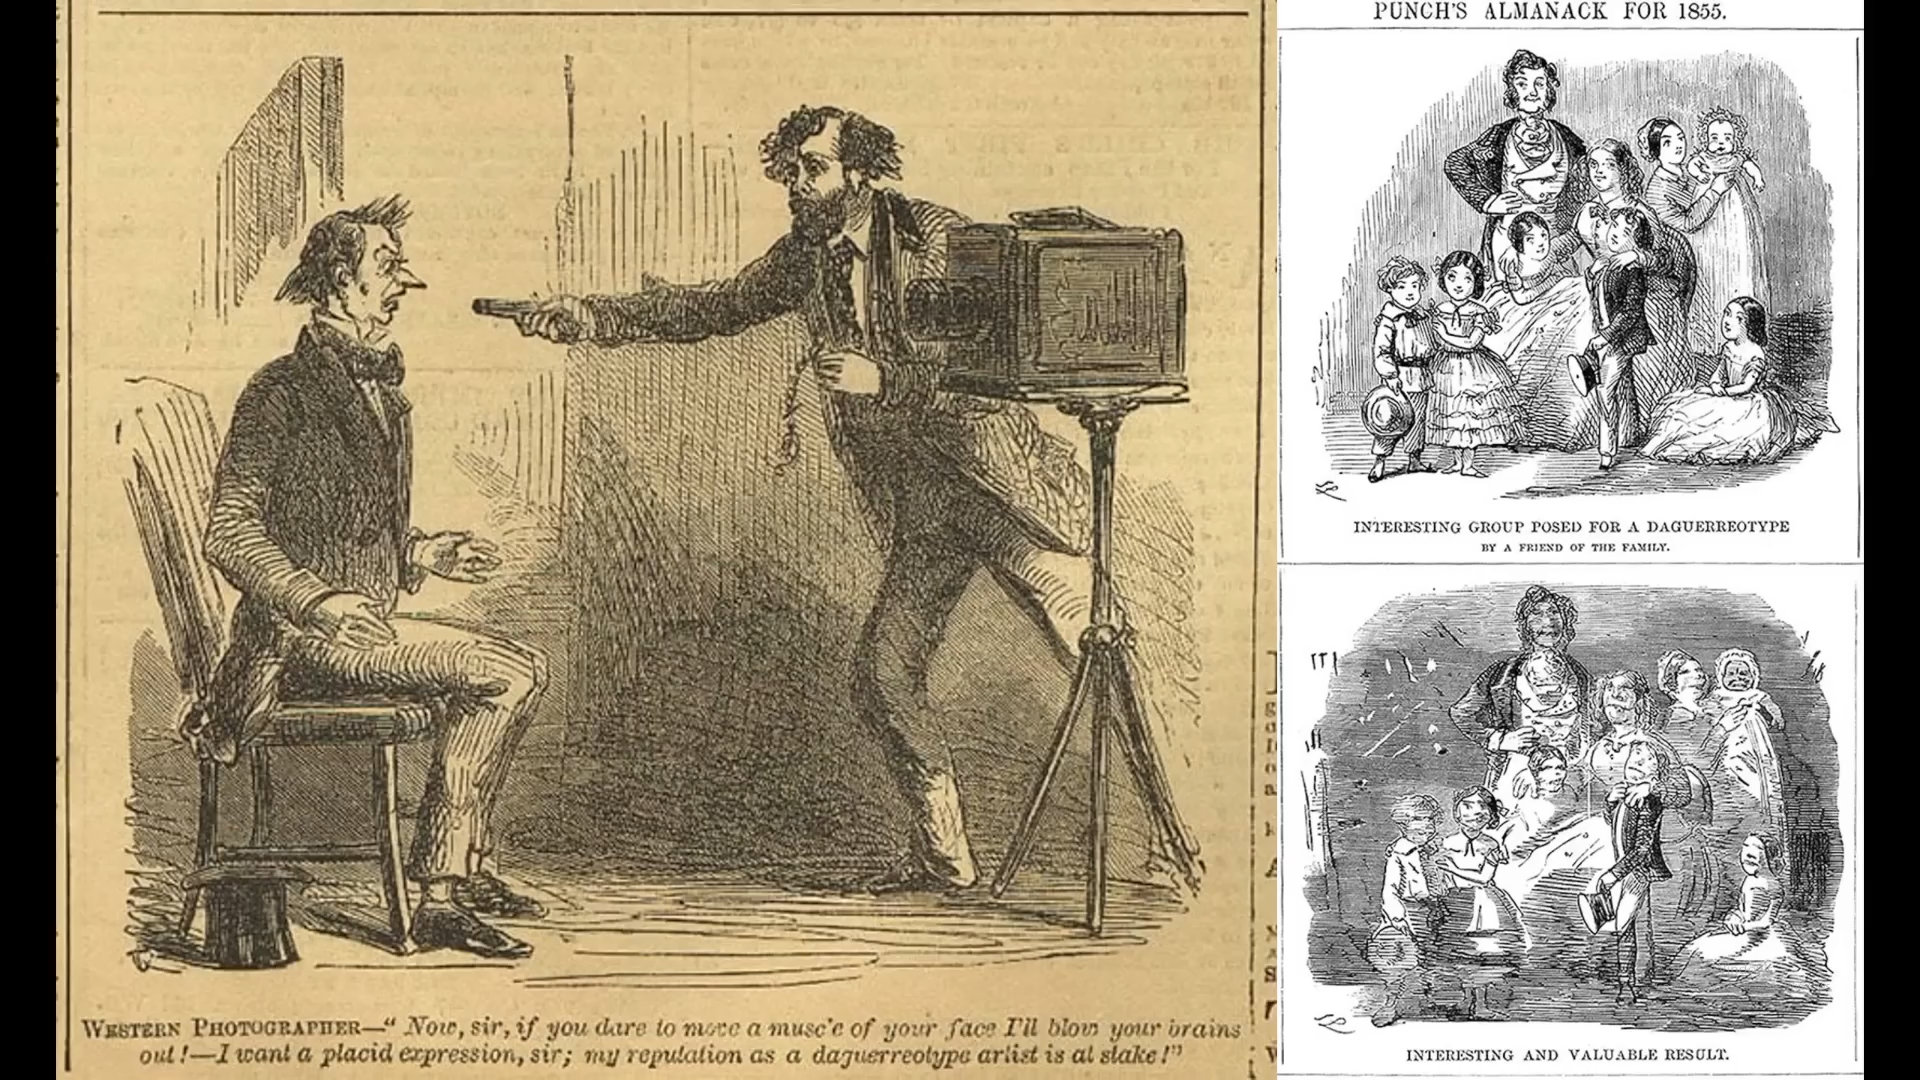 WESTERN PHOTOGRAPHER—“Now, sir, if you dare to move a musc'e of your face I'll blow your brains
out!—I want a placid expression, sir; my reputation as a daguerreotype artist is at stake!”
PUNCH'S ALMANACK FOR 1855.
INTERESTING GROUP POSED FOR A DAGUERREOTYPE
BY A FRIEND OF THE FAMILY.
INTERESTING AND VALUABLE RESULT.